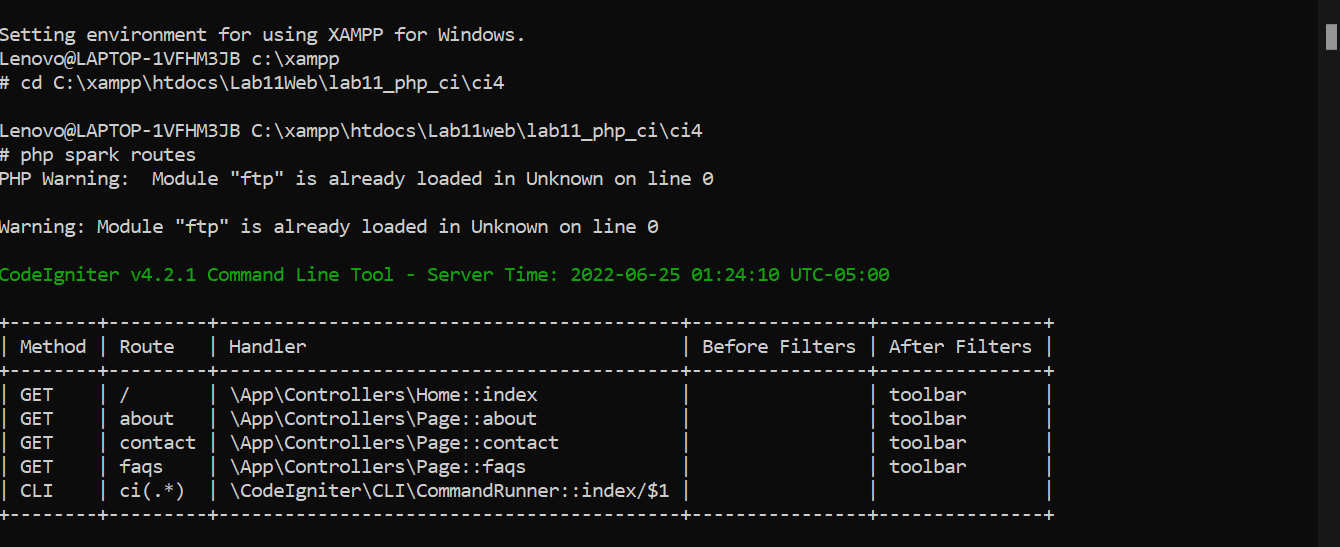 Setting environment for using XAMPP for Windows.
Lenovo@LAPTOP-1VFHM3JB c:\xampp
# cd C:\xampp\htdocs\Lab11Web\lab11_php_ci\ci4
Lenovo@LAPTOP-1VFHM3JB C:\xampp\htdocs\Lab11web\lab11_php_ci\ci4
# php spark routes
PHP Warning:  Module "ftp" is already loaded in Unknown on line 0
Warning: Module "ftp" is already loaded in Unknown on line 0
CodeIgniter v4.2.1 Command Line Tool - Server Time: 2022-06-25 01:24:10 UTC-05:00
+--------+---------+------------------------------------------+----------------+---------------+
| Method | Route   | Handler                                  | Before Filters | After Filters |
+--------+---------+------------------------------------------+----------------+---------------+
| GET    | /       | \App\Controllers\Home::index             |                | toolbar       |
| GET    | about   | \App\Controllers\Page::about             |                | toolbar       |
| GET    | contact | \App\Controllers\Page::contact           |                | toolbar       |
| GET    | faqs    | \App\Controllers\Page::faqs              |                | toolbar       |
| CLI    | ci(.*)  | \CodeIgniter\CLI\CommandRunner::index/$1 |                |               |
+--------+---------+------------------------------------------+----------------+---------------+